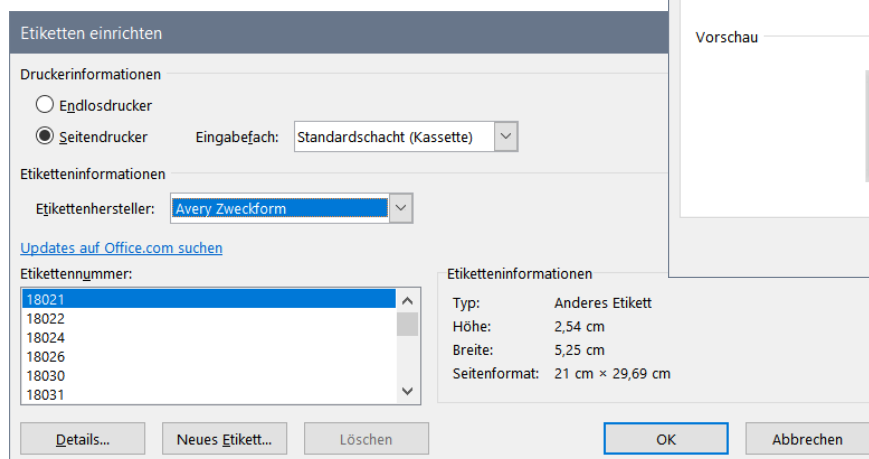 Vorschau
Etiketten einrichten
Druckerinformationen
Endlosdrucker
Seitendrucker Eingabefach: Standardschacht (Kassette)
Etiketteninformationen
Etikettenhersteller: Avery Zweckform
Updates auf Office.com suchen
Etikettennummer:
18021
18022
18024
18026
18030
18031
Etiketteninformationen
Typ: Anderes Etikett
Höhe: 2,54 cm
Breite: 5,25 cm
Seitenformat: 21 cm × 29,69 cm
Details... Neues Etikett... Löschen OK Abbrechen